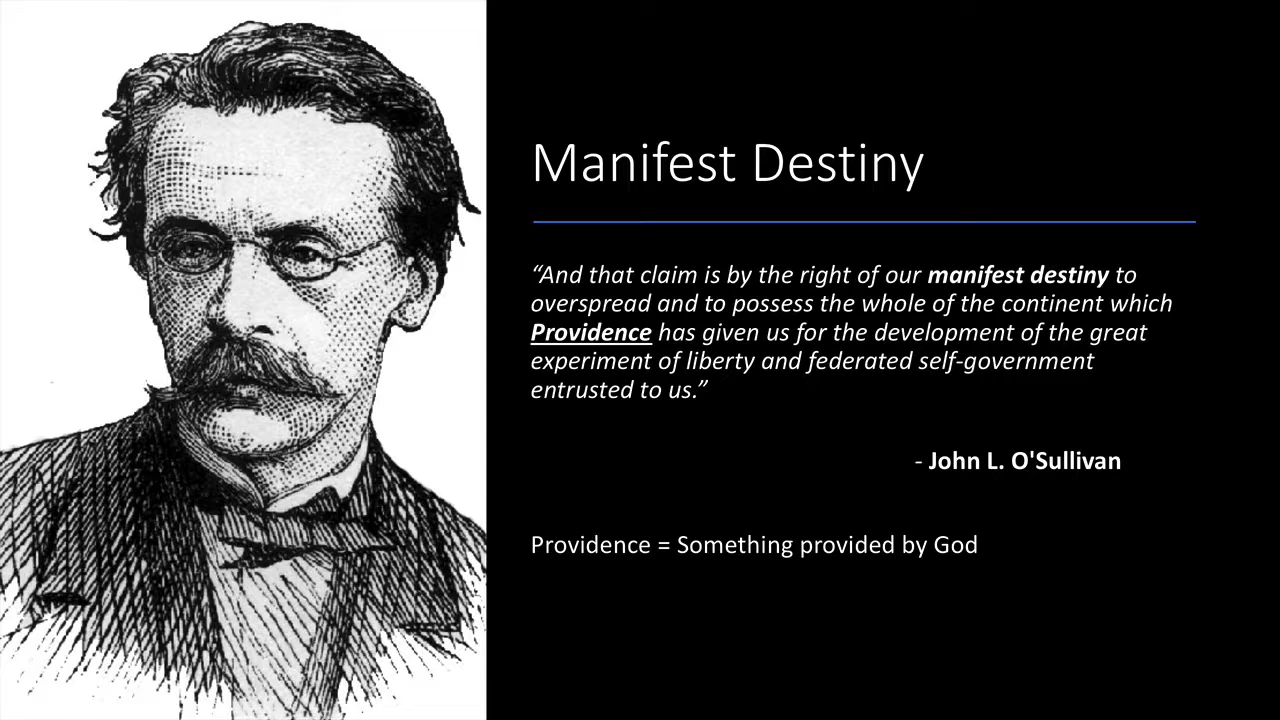 Manifest Destiny
“And that claim is by the right of our manifest destiny to
overspread and to possess the whole of the continent which
Providence has given us for the development of the great
experiment of liberty and federated self-government
entrusted to us.”
- John L. O'Sullivan
Providence = Something provided by God